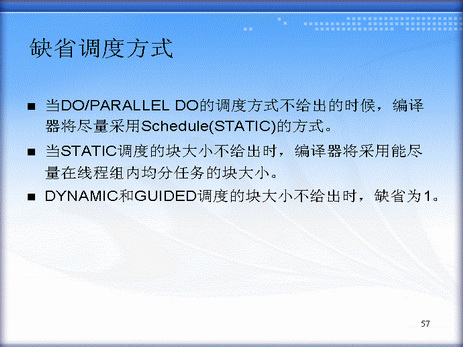 缺省调度方式
■ 当DO/PARALLEL DO的调度方式不给出的时候，编译
器将尽量采用Schedule(STATIC)的方式。
■ 当STATIC调度的块大小不给出时，编译器将采用能尽
量在线程组内均分任务的块大小。
■ DYNAMIC和GUIDED调度的块大小不给出时，缺省为1。
57